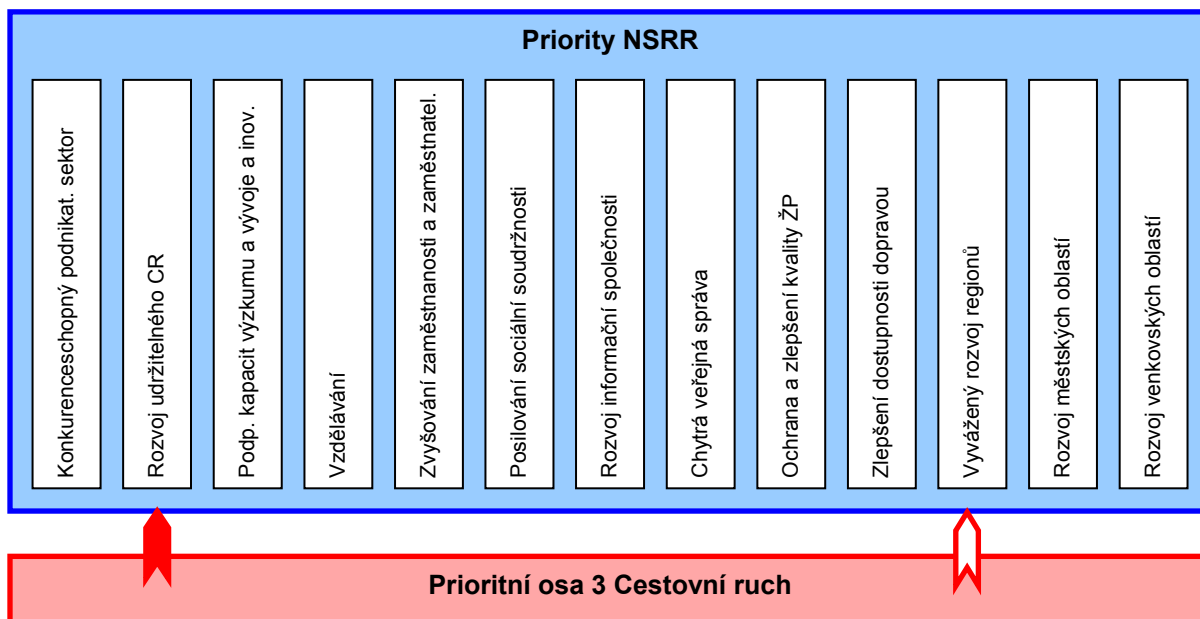 Priority NSRR
Konkurenceschopný podnikat. sektor
Rozvoj udržitelného CR
Podp. kapacit výzkumu a vývoje a inov.
Vzdělávání
Zvyšování zaměstnanosti a zaměstnatel.
Posilování sociální soudržnosti
Rozvoj informační společnosti
Chytrá veřejná správa
Ochrana a zlepšení kvality ŽP
Zlepšení dostupnosti dopravou
Vyvážený rozvoj regionů
Rozvoj městských oblastí
Rozvoj venkovských oblastí
Prioritní osa 3 Cestovní ruch